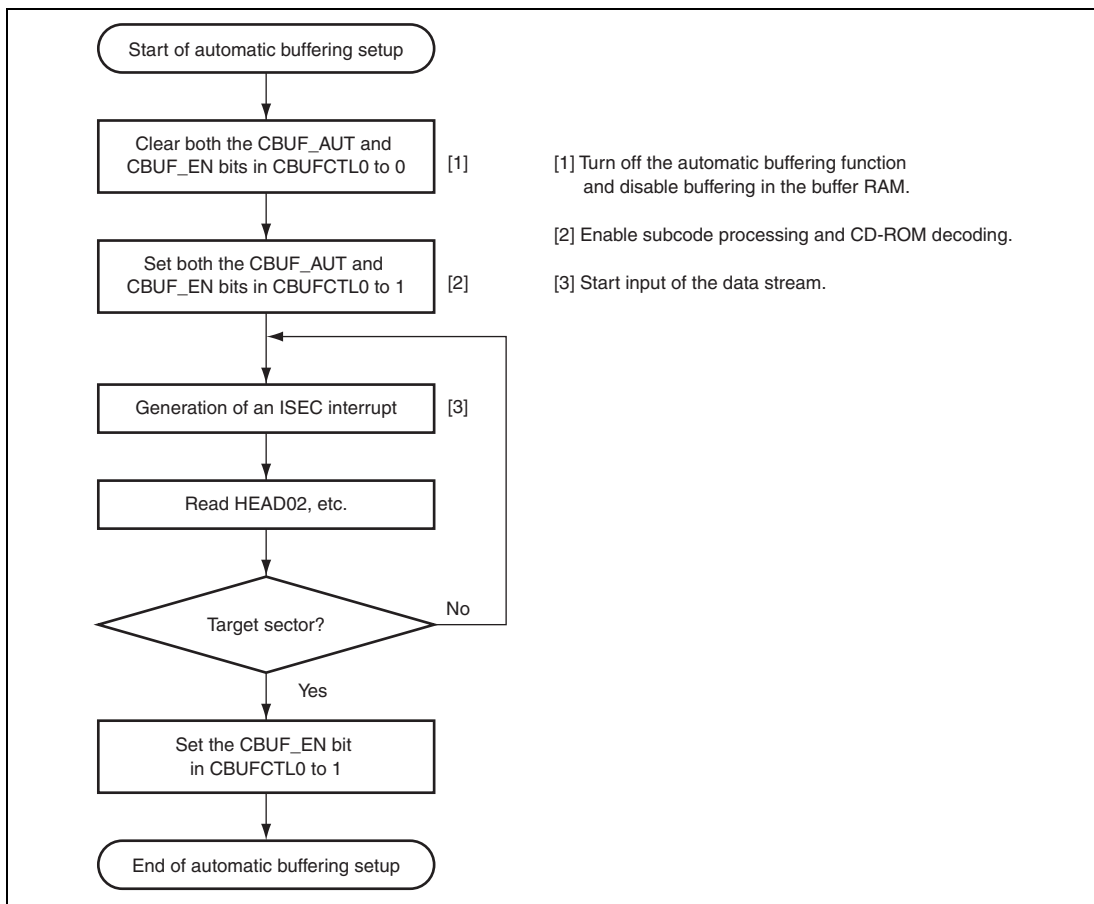 Start of automatic buffering setup
Clear both the CBUF_AUT and
CBUF_EN bits in CBUFCTL0 to 0
[1]
[1] Turn off the automatic buffering function
and disable buffering in the buffer RAM.
[2] Enable subcode processing and CD-ROM decoding.
Set both the CBUF_AUT and
CBUF_EN bits in CBUFCTL0 to 1
[2]
[3] Start input of the data stream.
Generation of an ISEC interrupt
[3]
Read HEAD02, etc.
Target sector?
No
Yes
Set the CBUF_EN bit
in CBUFCTL0 to 1
End of automatic buffering setup